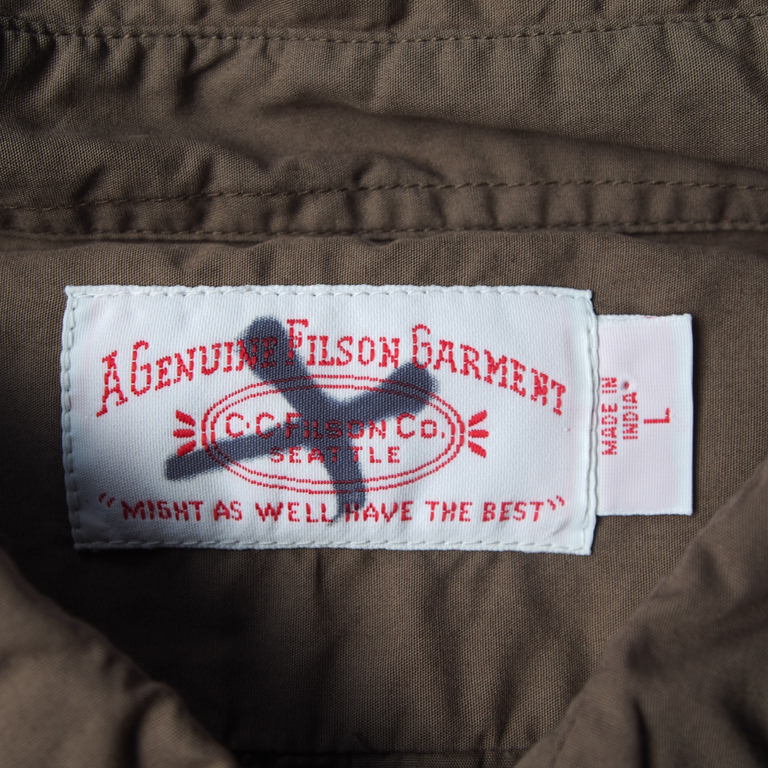 A GENUINE FILSON GARMENT
C.C. FILSON CO.
SEATTLE
"MIGHT AS WELL HAVE THE BEST"
MADE IN
INDIA
L